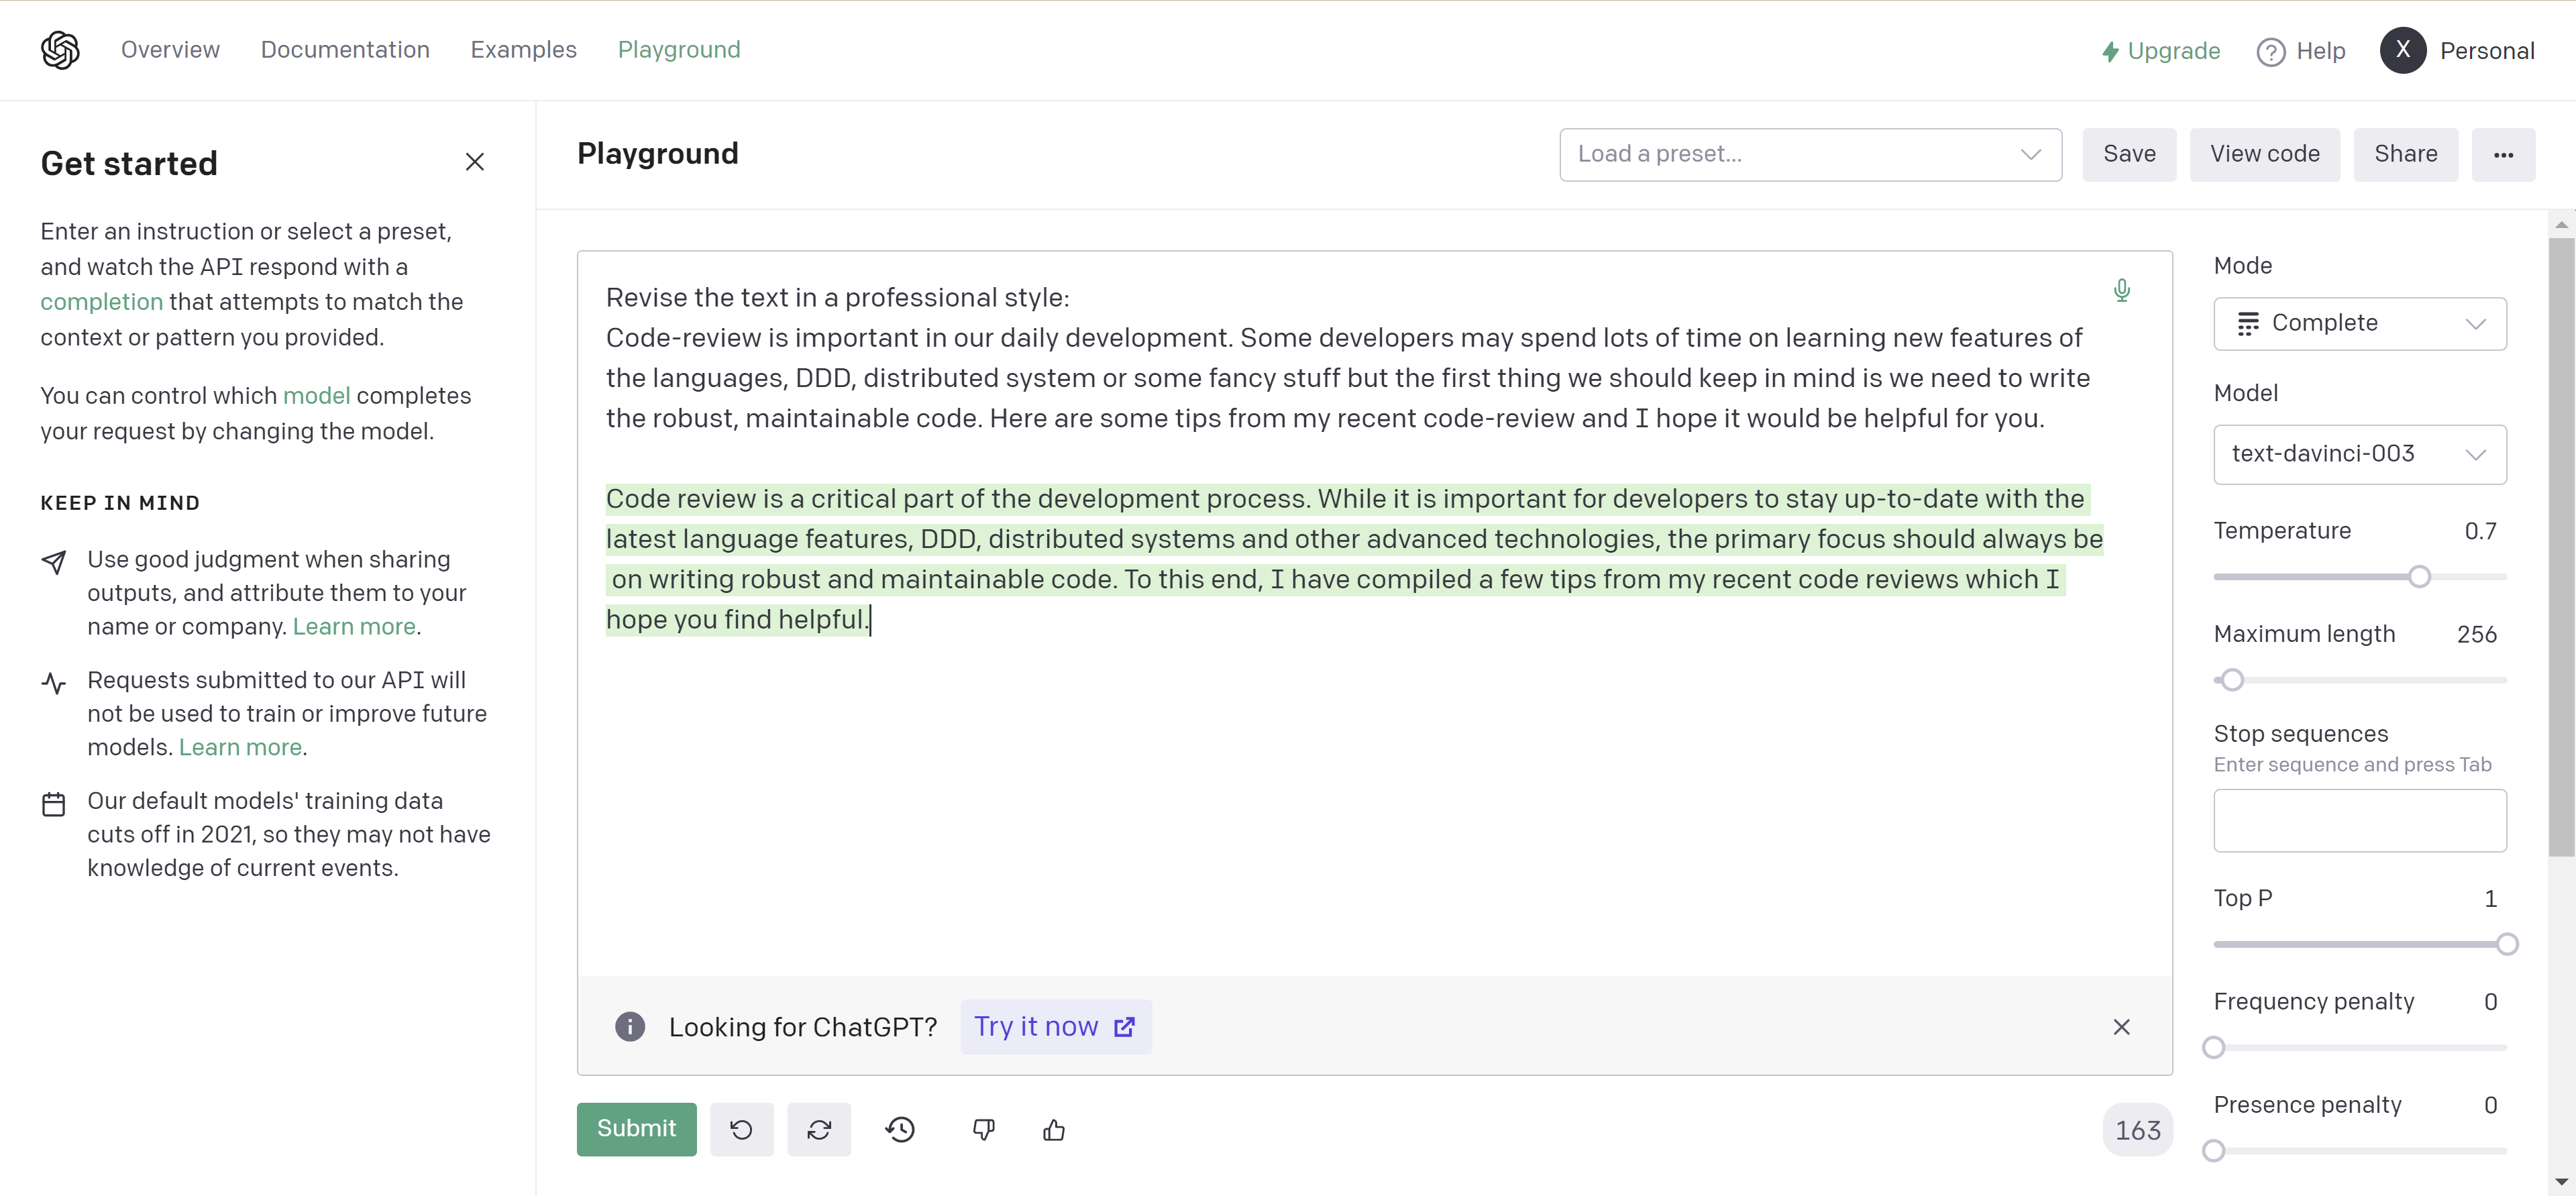 Overview Documentation Examples Playground
Upgrade Help X Personal
Get started
Enter an instruction or select a preset,
and watch the API respond with a
completion that attempts to match the
context or pattern you provided.
You can control which model completes
your request by changing the model.
KEEP IN MIND
Use good judgment when sharing
outputs, and attribute them to your
name or company. Learn more.
Requests submitted to our API will
not be used to train or improve future
models. Learn more.
Our default models' training data
cuts off in 2021, so they may not have
knowledge of current events.
Playground
Load a preset...
Save View code Share
Revise the text in a professional style:
Code-review is important in our daily development. Some developers may spend lots of time on learning new features of
the languages, DDD, distributed system or some fancy stuff but the first thing we should keep in mind is we need to write
the robust, maintainable code. Here are some tips from my recent code-review and I hope it would be helpful for you.
Code review is a critical part of the development process. While it is important for developers to stay up-to-date with the
latest language features, DDD, distributed systems and other advanced technologies, the primary focus should always be
on writing robust and maintainable code. To this end, I have compiled a few tips from my recent code reviews which I
hope you find helpful.
Looking for ChatGPT? Try it now
Submit
163
Mode
Complete
Model
text-davinci-003
Temperature 0.7
Maximum length 256
Stop sequences
Enter sequence and press Tab
Top P 1
Frequency penalty 0
Presence penalty 0